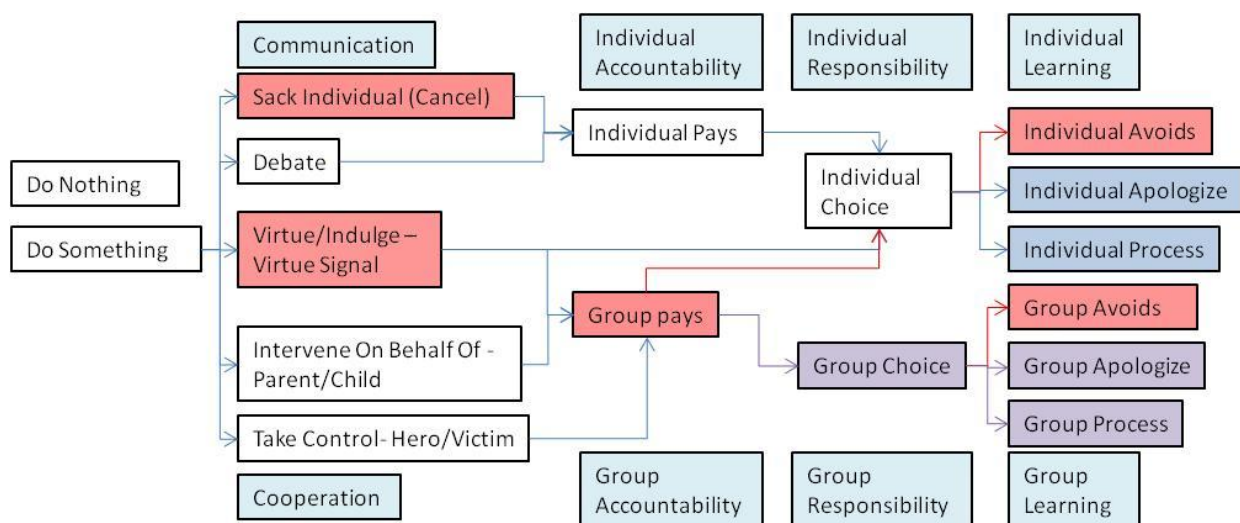 Communication
Individual
Accountability
Individual
Responsibility
Individual
Learning
Sack Individual (Cancel)
Individual Pays
Individual Avoids
Debate
Do Nothing
Individual
Choice
Individual Apologize
Do Something
Virtue/Indulge –
Virtue Signal
Individual Process
Group pays
Group Avoids
Intervene On Behalf Of -
Parent/Child
Group Choice
Group Apologize
Take Control- Hero/Victim
Group Process
Cooperation
Group
Accountability
Group
Responsibility
Group
Learning